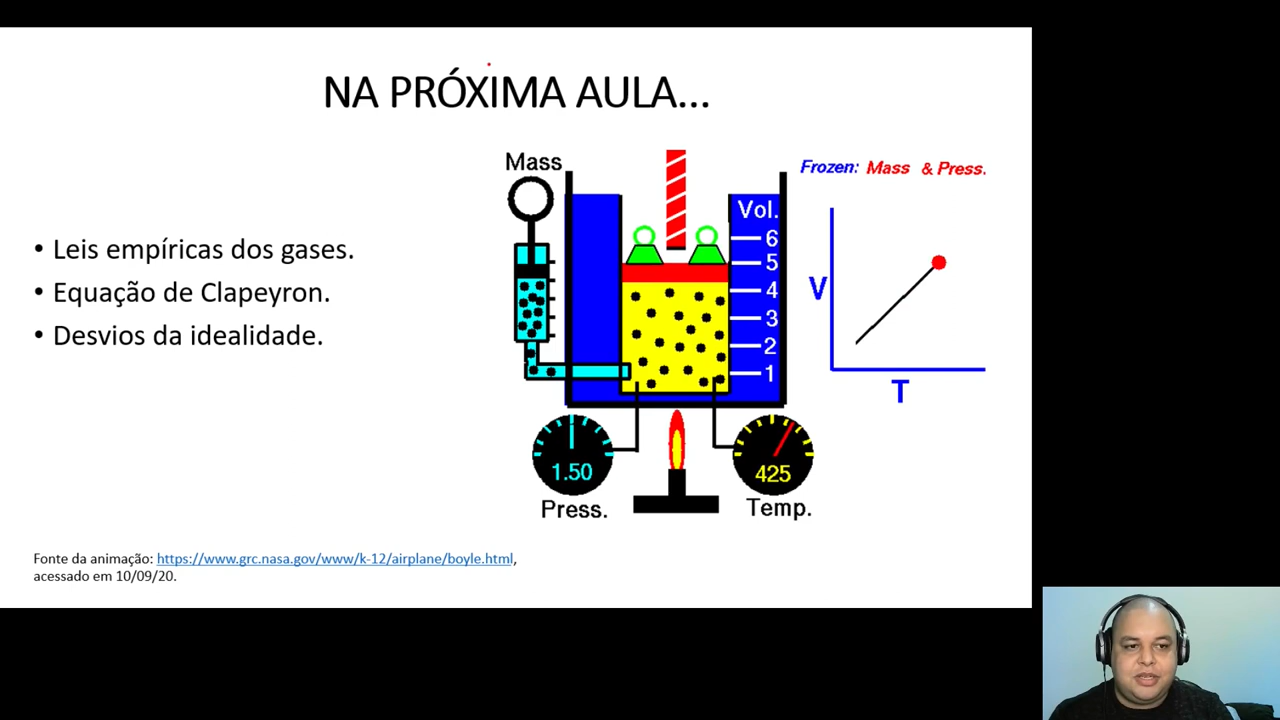 NA PRÓXIMA AULA...
• Leis empíricas dos gases.
• Equação de Clapeyron.
• Desvios da idealidade.
Mass
Vol.
6
5
4
3
2
1
1.50
Press.
425
Temp.
Frozen: Mass & Press.
V
T
Fonte da animação: https://www.grc.nasa.gov/www/k-12/airplane/boyle.html,
acessado em 10/09/20.